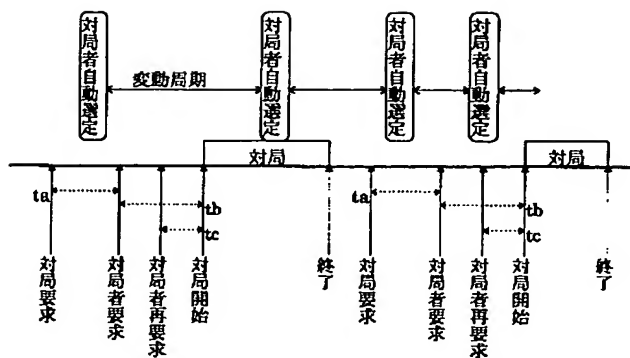 対局者自動選定
対局者自動選定
対局者自動選定
対局者自動選定
変動周期
対局
対局
ta
tb
tc
ta
tb
tc
対局要求
対局者要求
対局者再要求
対局開始
終了
対局要求
対局者要求
対局者再要求
対局開始
終了